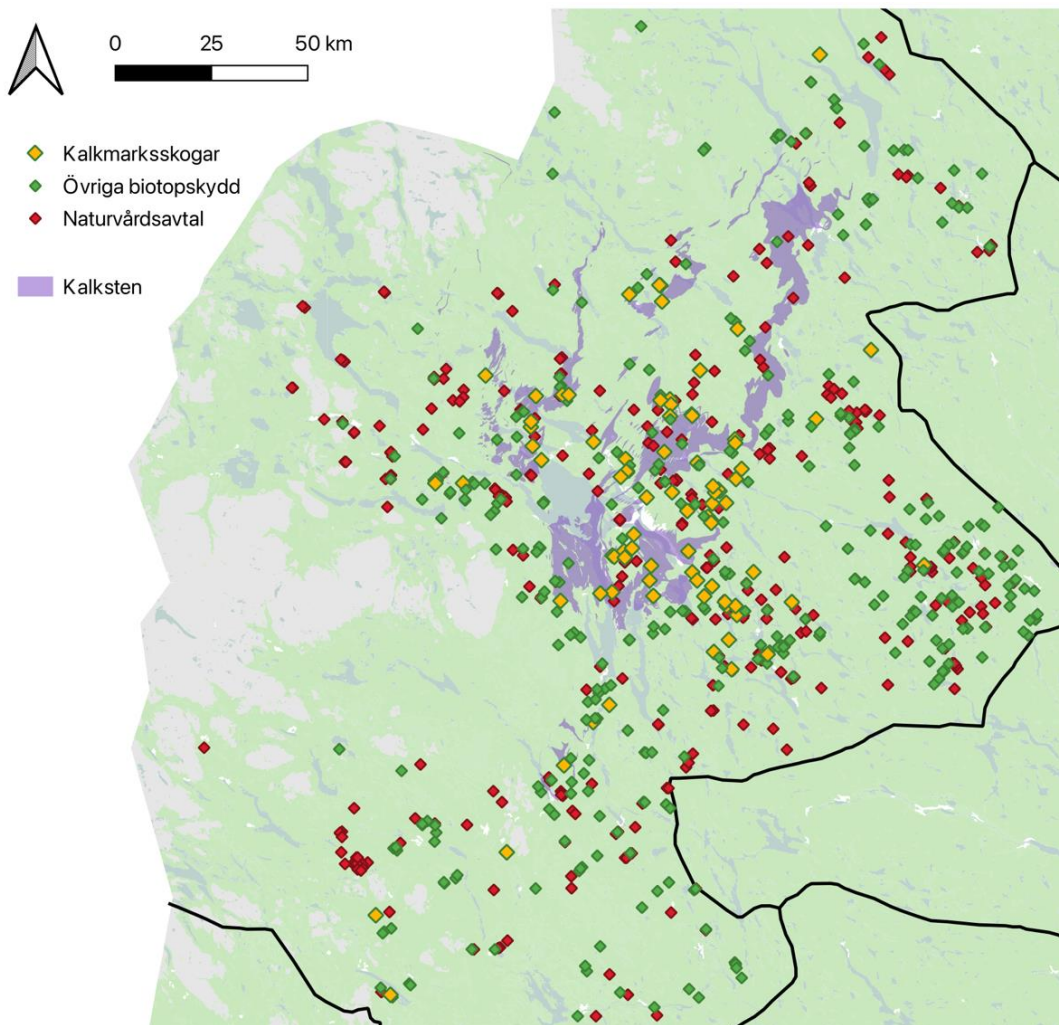 0 25 50 km
Kalkmarksskogar
Övriga biotopskydd
Naturvårdsavtal
Kalksten